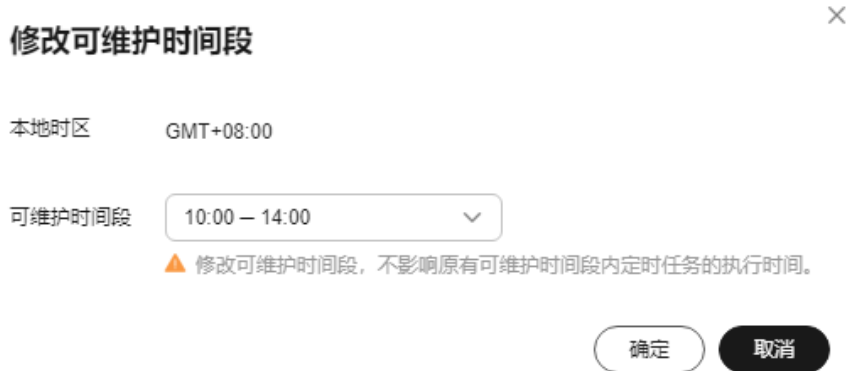 修改可维护时间段
本地时区 GMT+08:00
可维护时间段 10:00 — 14:00
修改可维护时间段，不影响原有可维护时间段内定时任务的执行时间。
确定 取消